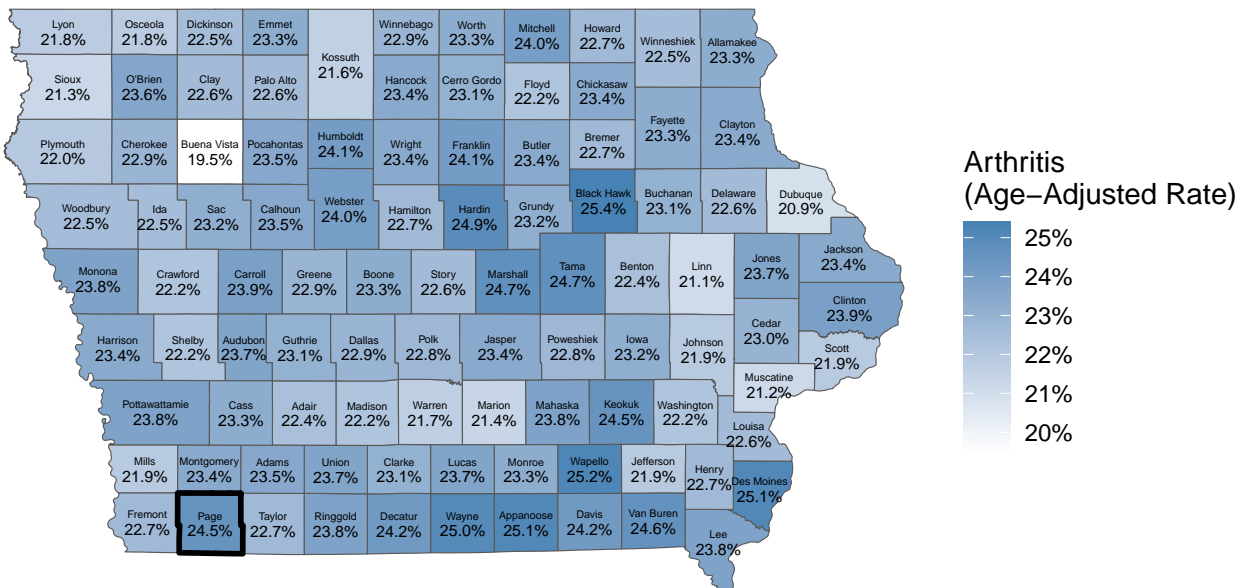 Lyon
21.8%
Osceola
21.8%
Dickinson
22.5%
Emmet
23.3%
Kossuth
21.6%
Winnebago
22.9%
Worth
23.3%
Mitchell
24.0%
Howard
22.7%
Winneshiek
22.5%
Allamakee
23.3%
Sioux
21.3%
O'Brien
23.6%
Clay
22.6%
Palo Alto
22.6%
Hancock
23.4%
Cerro Gordo
23.1%
Floyd
22.2%
Chickasaw
23.4%
Fayette
23.3%
Clayton
23.4%
Plymouth
22.0%
Cherokee
22.9%
Buena Vista
19.5%
Pocahontas
23.5%
Humboldt
24.1%
Wright
23.4%
Franklin
24.1%
Butler
23.4%
Bremer
22.7%
Woodbury
22.5%
Ida
22.5%
Sac
23.2%
Calhoun
23.5%
Webster
24.0%
Hamilton
22.7%
Hardin
24.9%
Grundy
23.2%
Black Hawk
25.4%
Buchanan
23.1%
Delaware
22.6%
Dubuque
20.9%
Monona
23.8%
Crawford
22.2%
Carroll
23.9%
Greene
22.9%
Boone
23.3%
Story
22.6%
Marshall
24.7%
Tama
24.7%
Benton
22.4%
Linn
21.1%
Jones
23.7%
Jackson
23.4%
Clinton
23.9%
Harrison
23.4%
Shelby
22.2%
Audubon
23.7%
Guthrie
23.1%
Dallas
22.9%
Polk
22.8%
Jasper
23.4%
Poweshiek
22.8%
Iowa
23.2%
Johnson
21.9%
Cedar
23.0%
Scott
21.9%
Muscatine
21.2%
Pottawattamie
23.8%
Cass
23.3%
Adair
22.4%
Madison
22.2%
Warren
21.7%
Marion
21.4%
Mahaska
23.8%
Keokuk
24.5%
Washington
22.2%
Louisa
22.6%
Mills
21.9%
Montgomery
23.4%
Adams
23.5%
Union
23.7%
Clarke
23.1%
Lucas
23.7%
Monroe
23.3%
Wapello
25.2%
Jefferson
21.9%
Henry
22.7%
Des Moines
25.1%
Fremont
22.7%
Page
24.5%
Taylor
22.7%
Ringgold
23.8%
Decatur
24.2%
Wayne
25.0%
Appanoose
25.1%
Davis
24.2%
Van Buren
24.6%
Lee
23.8%
Arthritis
(Age−Adjusted Rate)
25%
24%
23%
22%
21%
20%